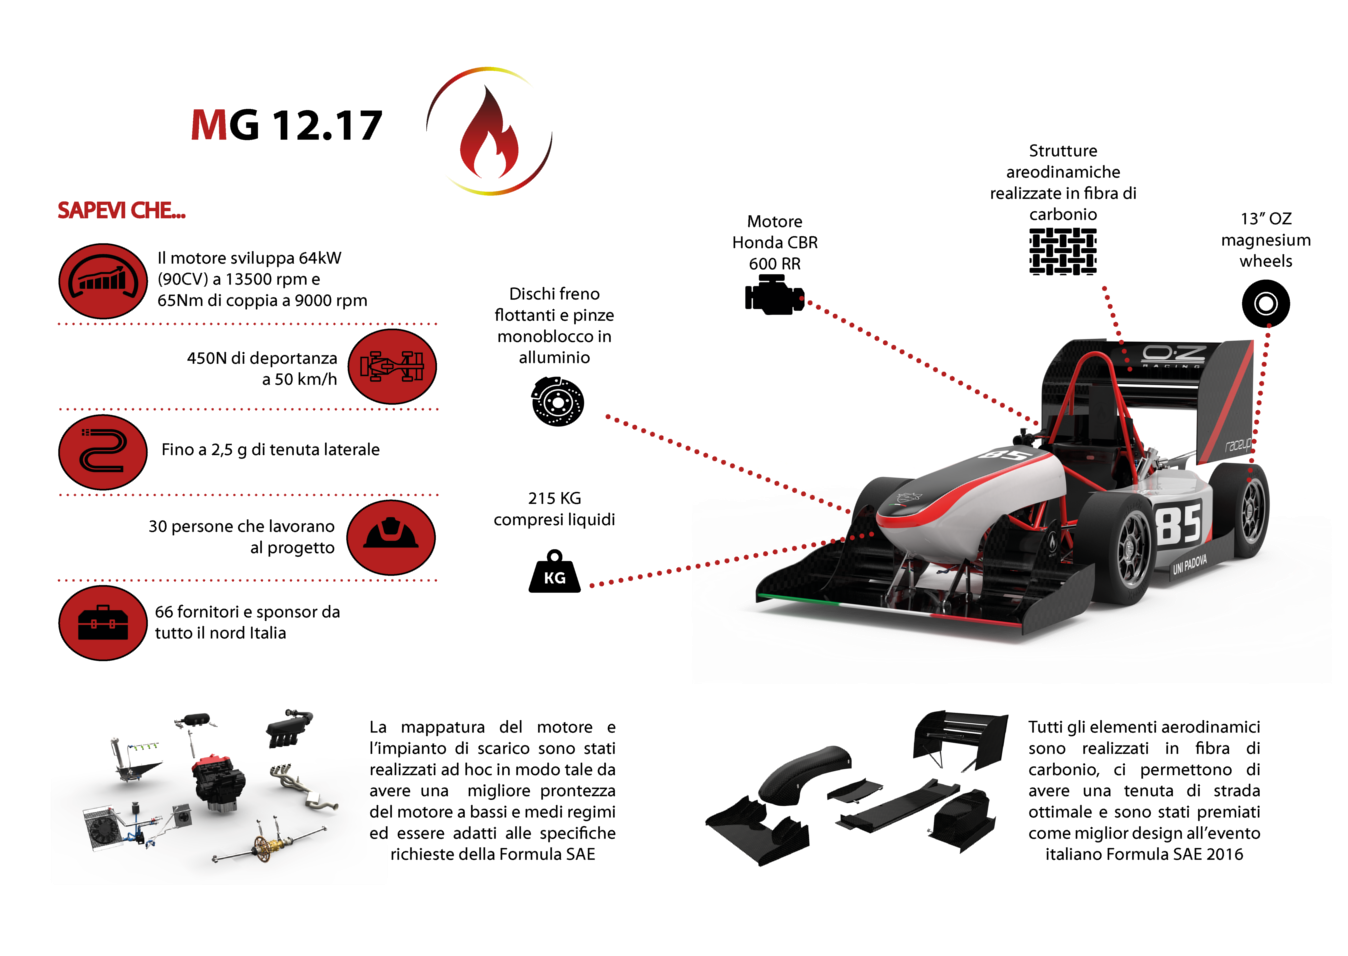 MG 12.17
SAPEVI CHE...
Il motore sviluppa 64kW
(90CV) a 13500 rpm e
65Nm di coppia a 9000 rpm
450N di deportanza
a 50 km/h
Fino a 2,5 g di tenuta laterale
30 persone che lavorano
al progetto
66 fornitori e sponsor da
tutto il nord Italia
Dischi freno
flottanti e pinze
monoblocco in
alluminio
215 KG
compresi liquidi
KG
Motore
Honda CBR
600 RR
Strutture
areodinamiche
realizzate in fibra di
carbonio
13” OZ
magnesium
wheels
O·Z
RACING
raceup
85
85
UNI PADOVA
La mappatura del motore e
l’impianto di scarico sono stati
realizzati ad hoc in modo tale da
avere una migliore prontezza
del motore a bassi e medi regimi
ed essere adatti alle specifiche
richieste della Formula SAE
Tutti gli elementi aerodinamici
sono realizzati in fibra di
carbonio, ci permettono di
avere una tenuta di strada
ottimale e sono stati premiati
come miglior design all’evento
italiano Formula SAE 2016